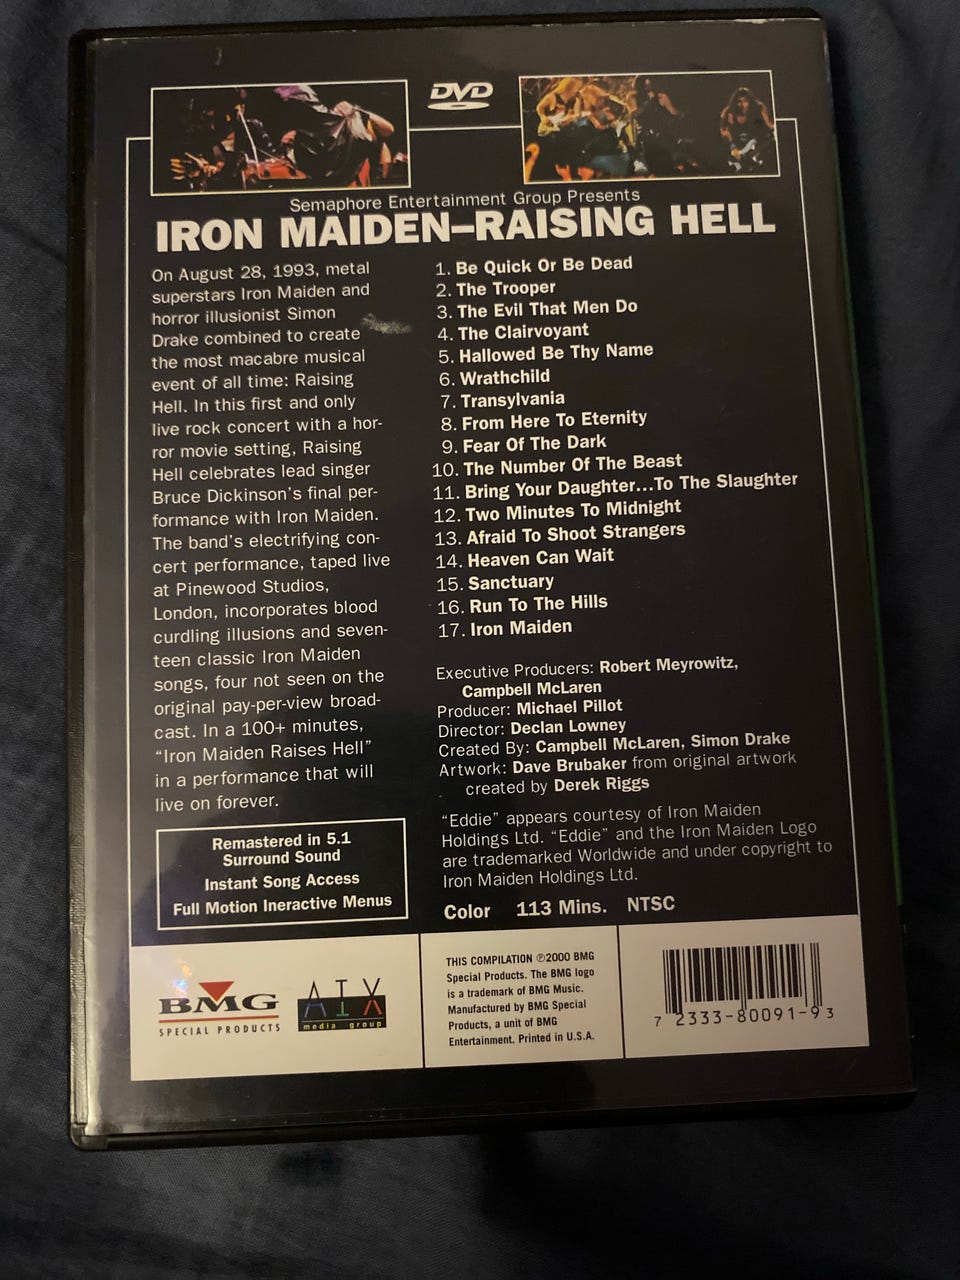 DVD
Semaphore Entertainment Group Presents
IRON MAIDEN–RAISING HELL
On August 28, 1993, metal
superstars Iron Maiden and
horror illusionist Simon
Drake combined to create
the most macabre musical
event of all time: Raising
Hell. In this first and only
live rock concert with a hor-
ror movie setting, Raising
Hell celebrates lead singer
Bruce Dickinson's final per-
formance with Iron Maiden.
The band's electrifying con-
cert performance, taped live
at Pinewood Studios,
London, incorporates blood
curdling illusions and seven-
teen classic Iron Maiden
songs, four not seen on the
original pay-per-view broad-
cast. In a 100+ minutes,
"Iron Maiden Raises Hell"
in a performance that will
live on forever.
Remastered in 5.1
Surround Sound
Instant Song Access
Full Motion Ineractive Menus
1. Be Quick Or Be Dead
2. The Trooper
3. The Evil That Men Do
4. The Clairvoyant
5. Hallowed Be Thy Name
6. Wrathchild
7. Transylvania
8. From Here To Eternity
9. Fear Of The Dark
10. The Number Of The Beast
11. Bring Your Daughter...To The Slaughter
12. Two Minutes To Midnight
13. Afraid To Shoot Strangers
14. Heaven Can Wait
15. Sanctuary
16. Run To The Hills
17. Iron Maiden
Executive Producers: Robert Meyrowitz,
Campbell McLaren
Producer: Michael Pillot
Director: Declan Lowney
Created By: Campbell McLaren, Simon Drake
Artwork: Dave Brubaker from original artwork
created by Derek Riggs
"Eddie" appears courtesy of Iron Maiden
Holdings Ltd. "Eddie" and the Iron Maiden Logo
are trademarked Worldwide and under copyright to
Iron Maiden Holdings Ltd.
Color 113 Mins. NTSC
BMG
SPECIAL PRODUCTS
AIX
media group
THIS COMPILATION ℗2000 BMG
Special Products. The BMG logo
is a trademark of BMG Music.
Manufactured by BMG Special
Products, a unit of BMG
Entertainment. Printed in U.S.A.
7 2333-80091-9 3